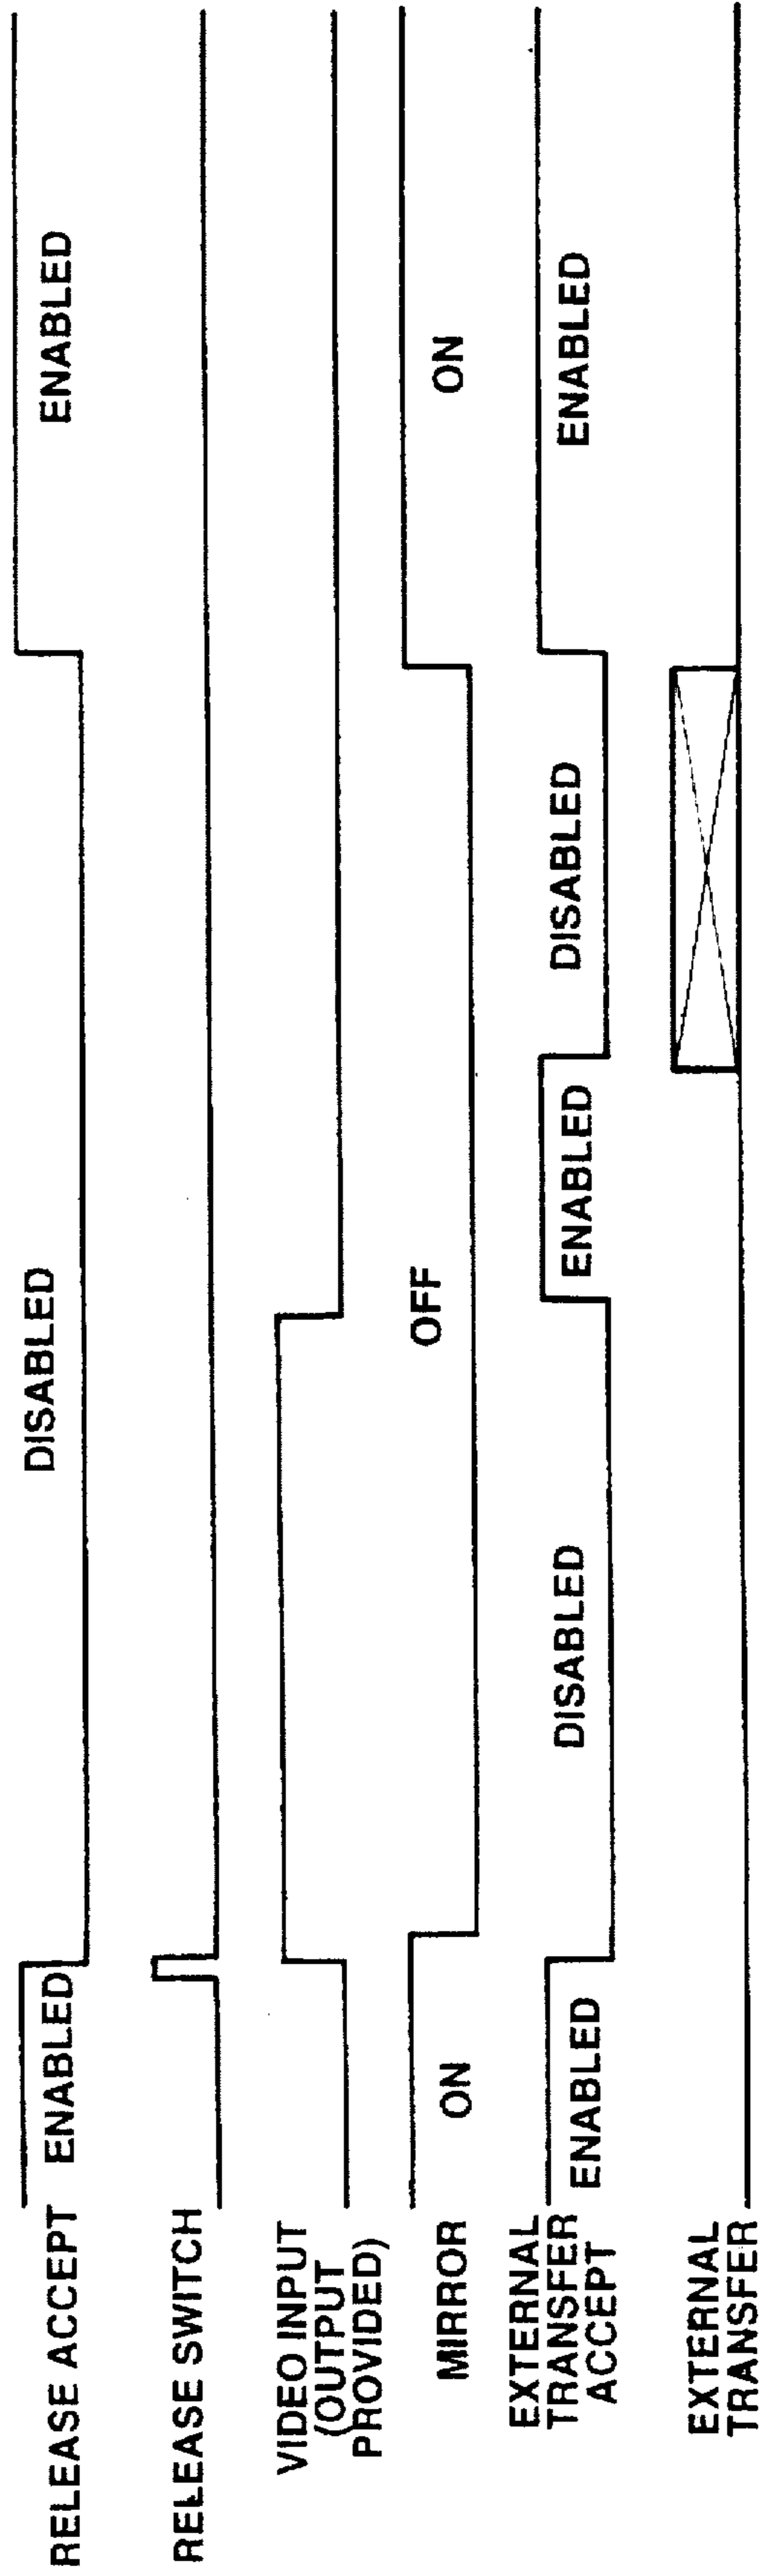 RELEASE ACCEPT ENABLED DISABLED ENABLED
RELEASE SWITCH
VIDEO INPUT
(OUTPUT
PROVIDED)
MIRROR ON OFF ON
EXTERNAL
TRANSFER
ACCEPT
ENABLED DISABLED ENABLED DISABLED ENABLED
EXTERNAL
TRANSFER